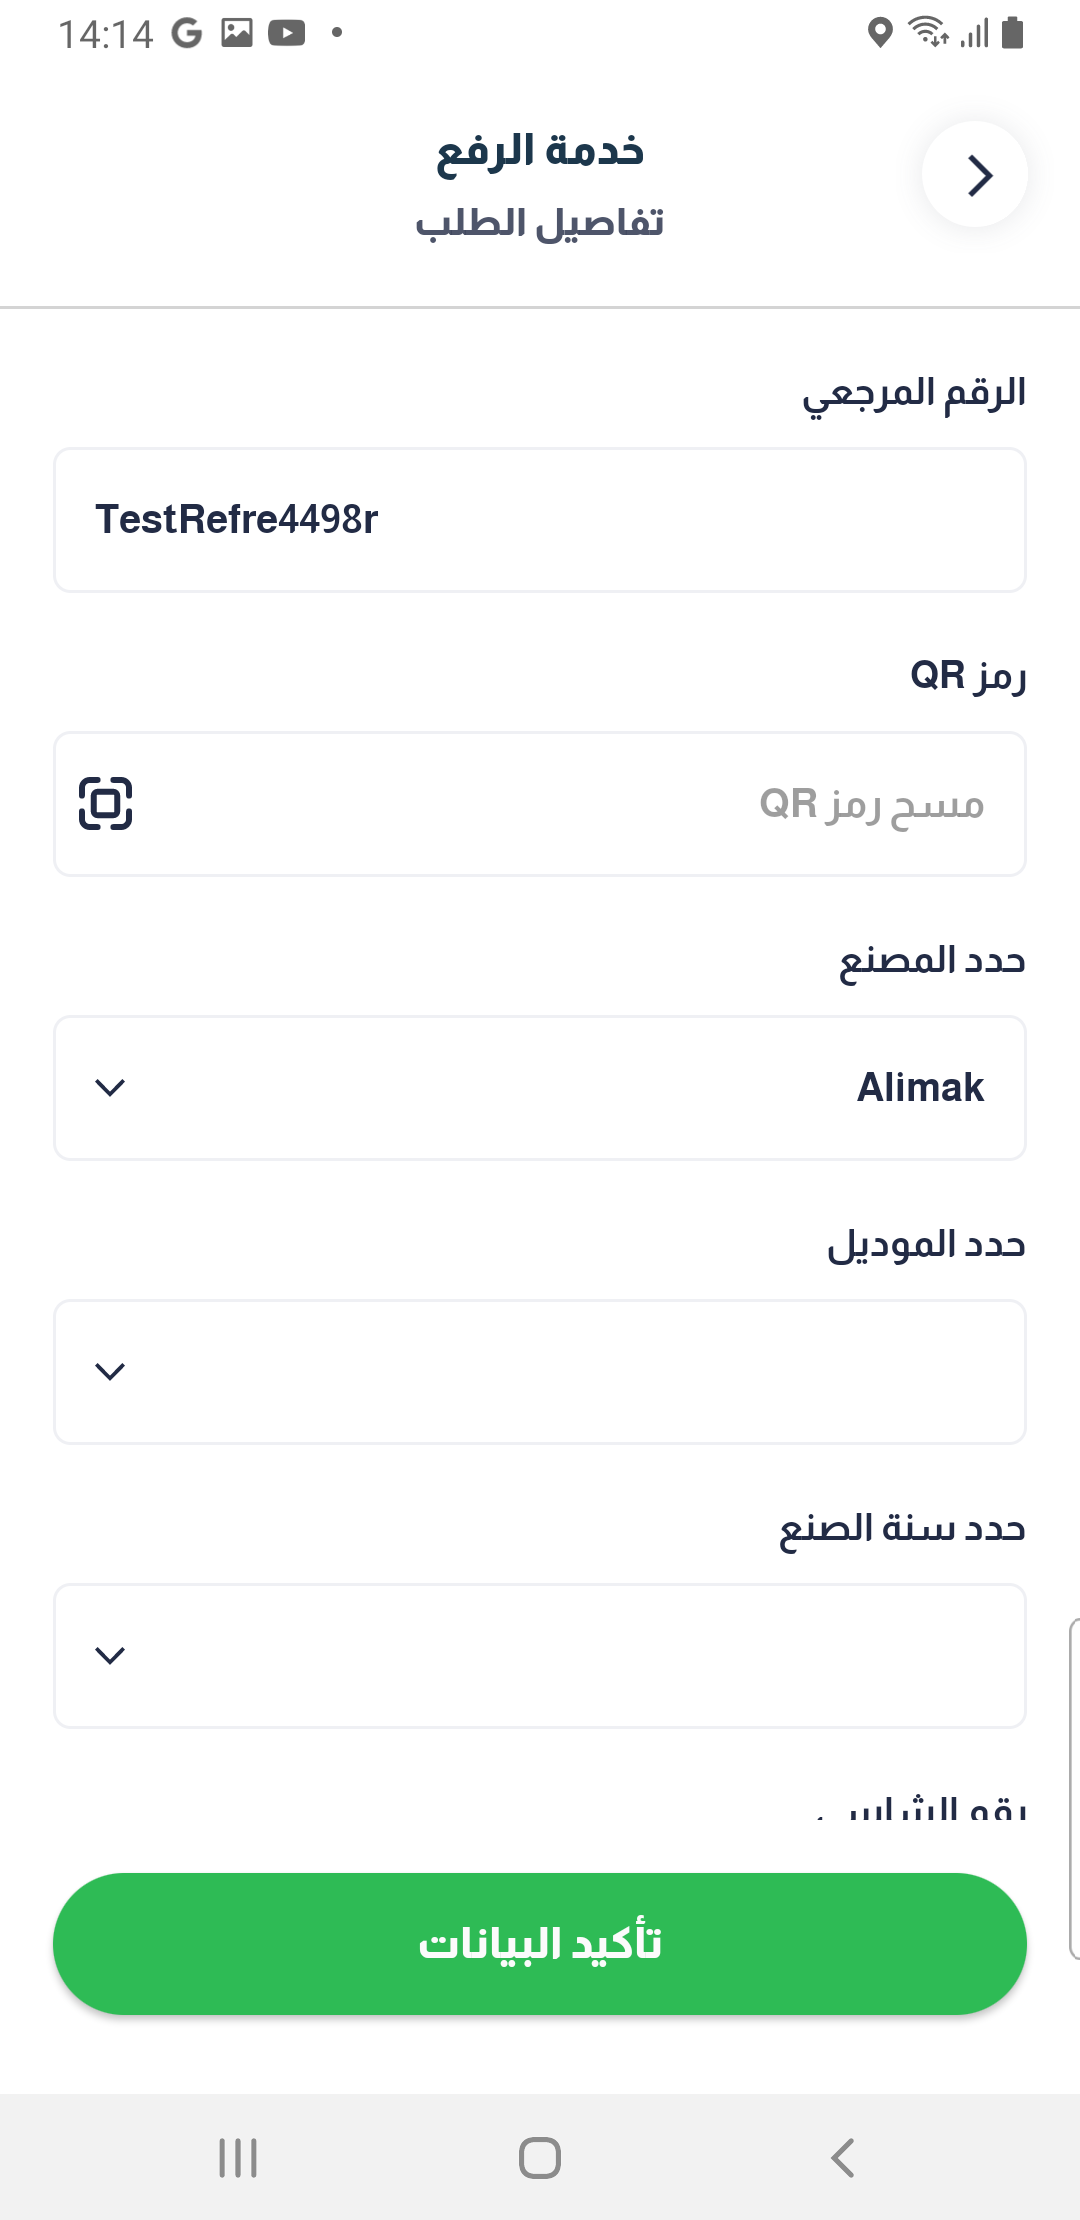 14:14
خدمة الرفع
تفاصيل الطلب
الرقم المرجعي
TestRefre4498r
رمز QR
مسح رمز QR
حدد المصنع
Alimak
حدد الموديل
حدد سنة الصنع
رقم الشاسي
تأكيد البيانات